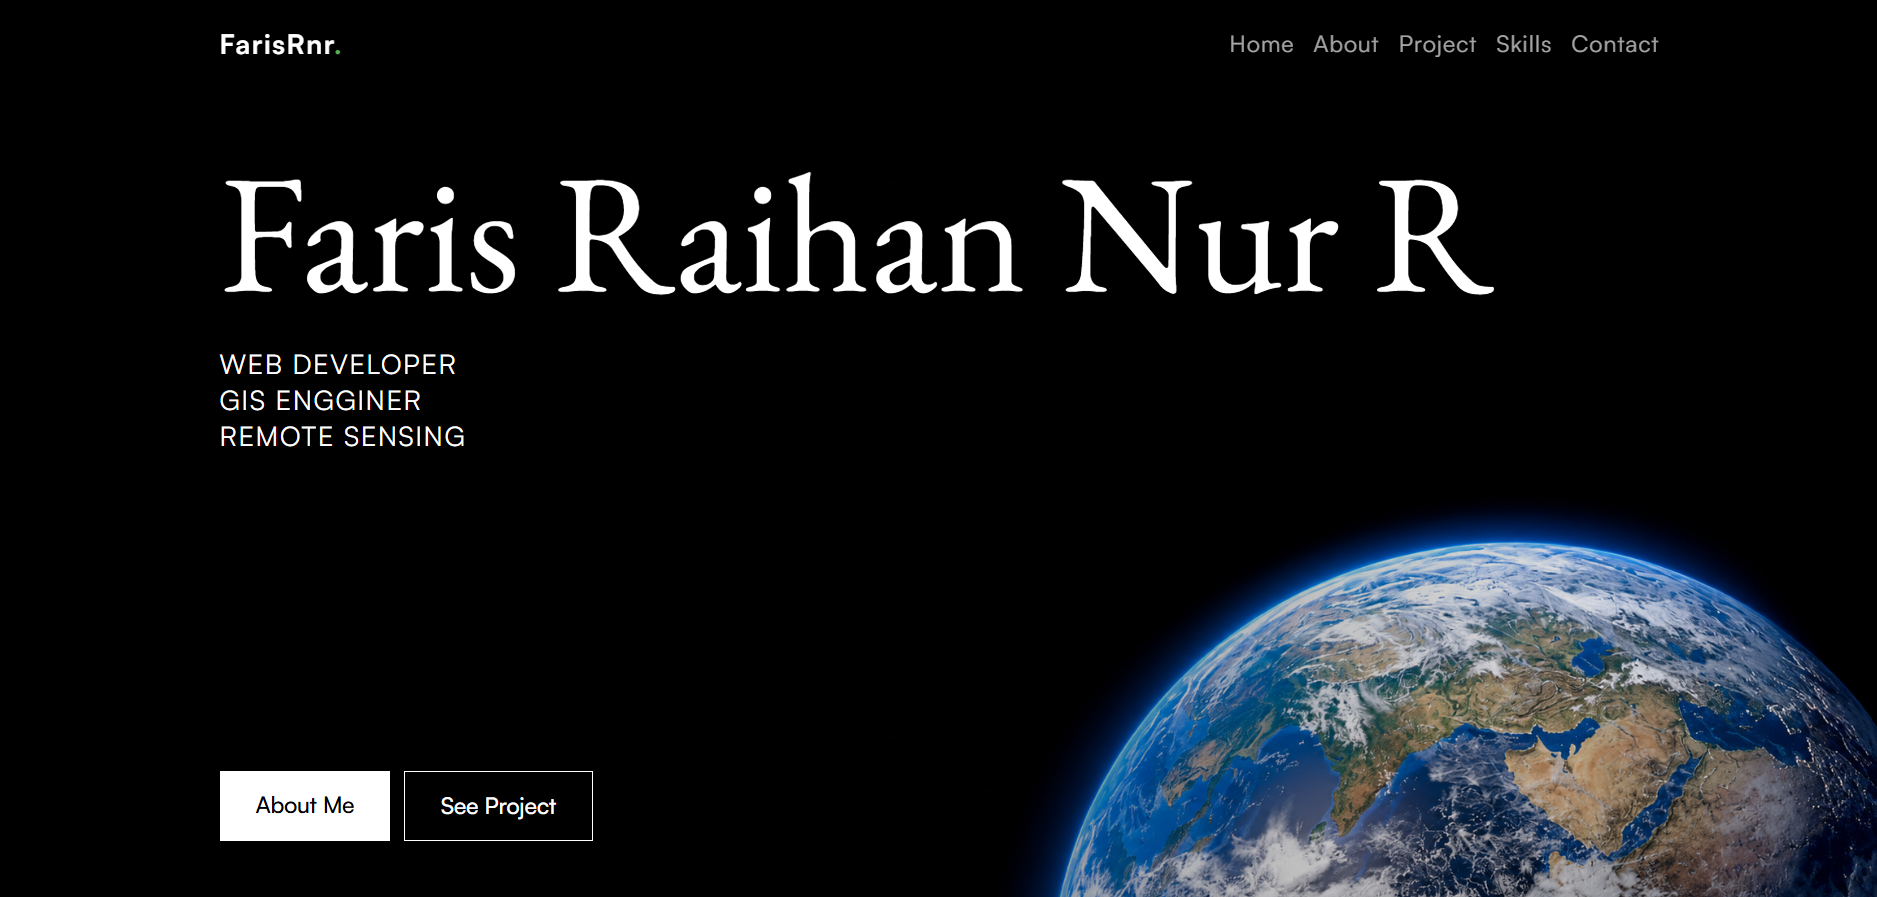 FarisRnr.
Home About Project Skills Contact
Faris Raihan Nur R
WEB DEVELOPER
GIS ENGGINER
REMOTE SENSING
About Me
See Project